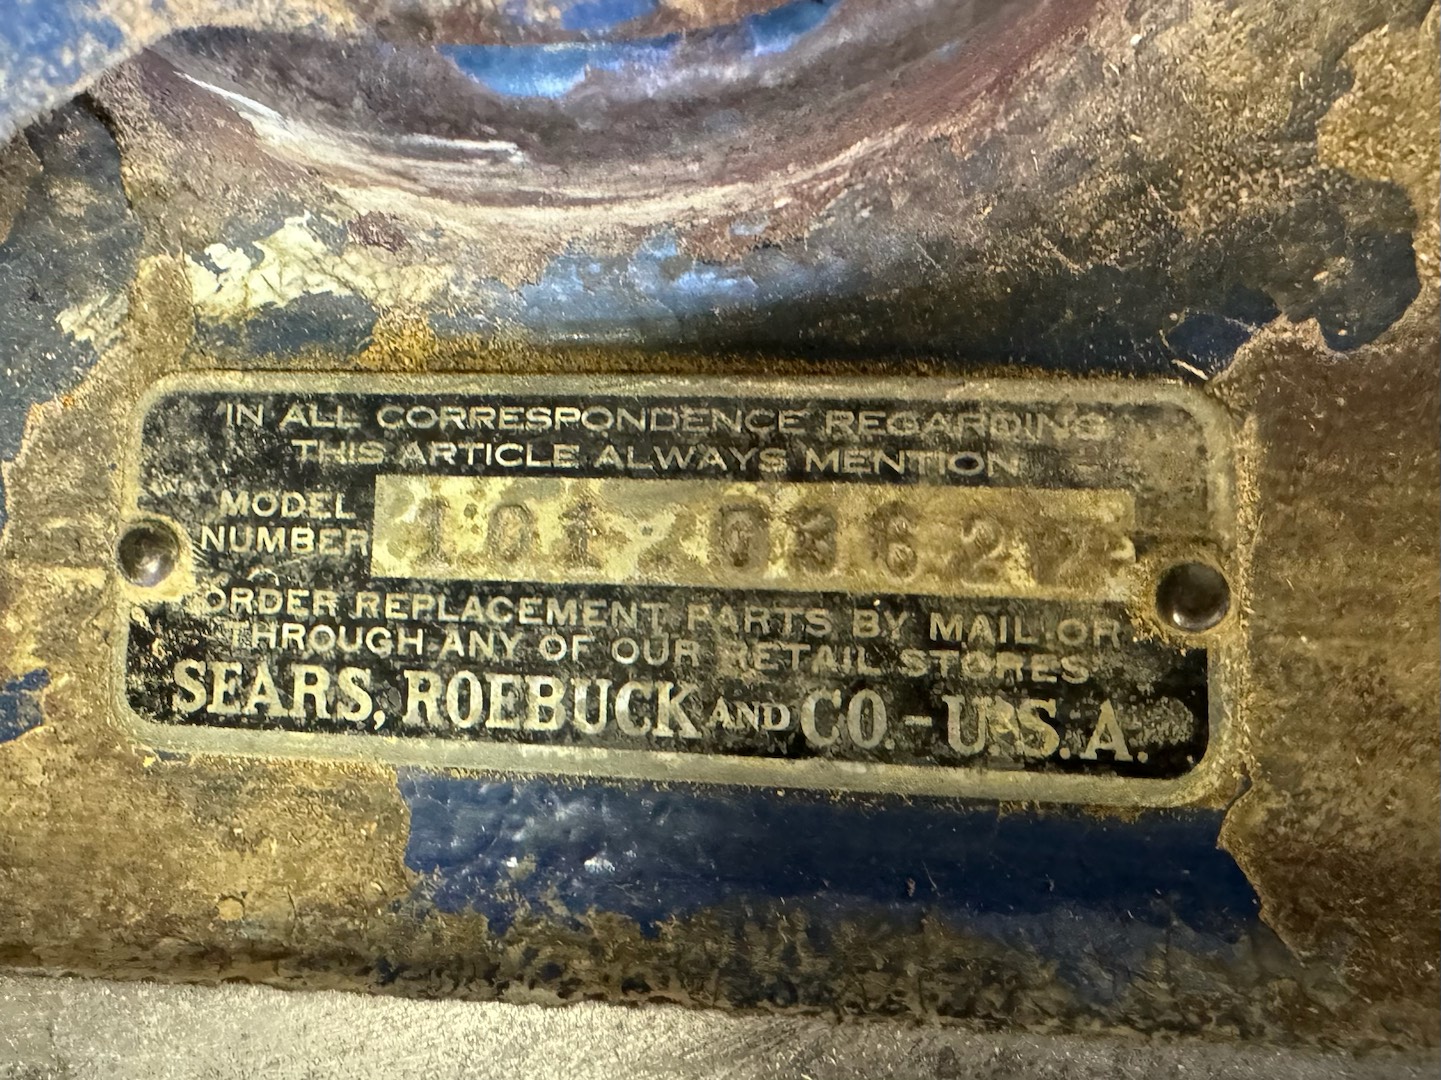 IN ALL CORRESPONDENCE REGARDING
THIS ARTICLE ALWAYS MENTION
MODEL
NUMBER
ORDER REPLACEMENT PARTS BY MAIL OR
THROUGH ANY OF OUR RETAIL STORES
SEARS, ROEBUCK AND CO. - U.S.A.